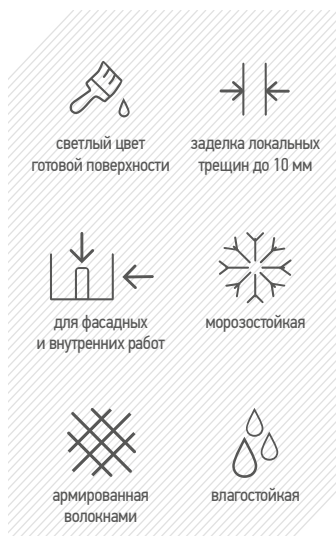 светлый цвет
готовой поверхности
заделка локальных
трещин до 10 мм
для фасадных
и внутренних работ
морозостойкая
армированная
волокнами
влагостойкая